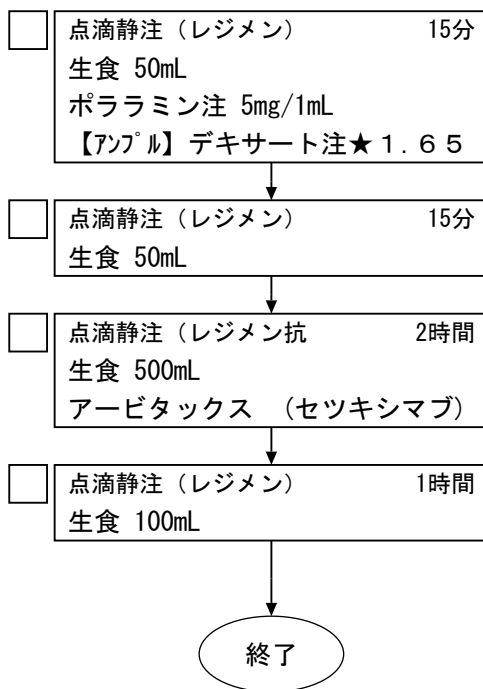 点滴静注（レジメン） 15分
生食 50mL
ポララミン注 5mg/1mL
【ｱﾝﾌﾟﾙ】デキサート注★１.６５
点滴静注（レジメン） 15分
生食 50mL
点滴静注（レジメン抗 2時間
生食 500mL
アービタックス （セツキシマブ）
点滴静注（レジメン） 1時間
生食 100mL
終了